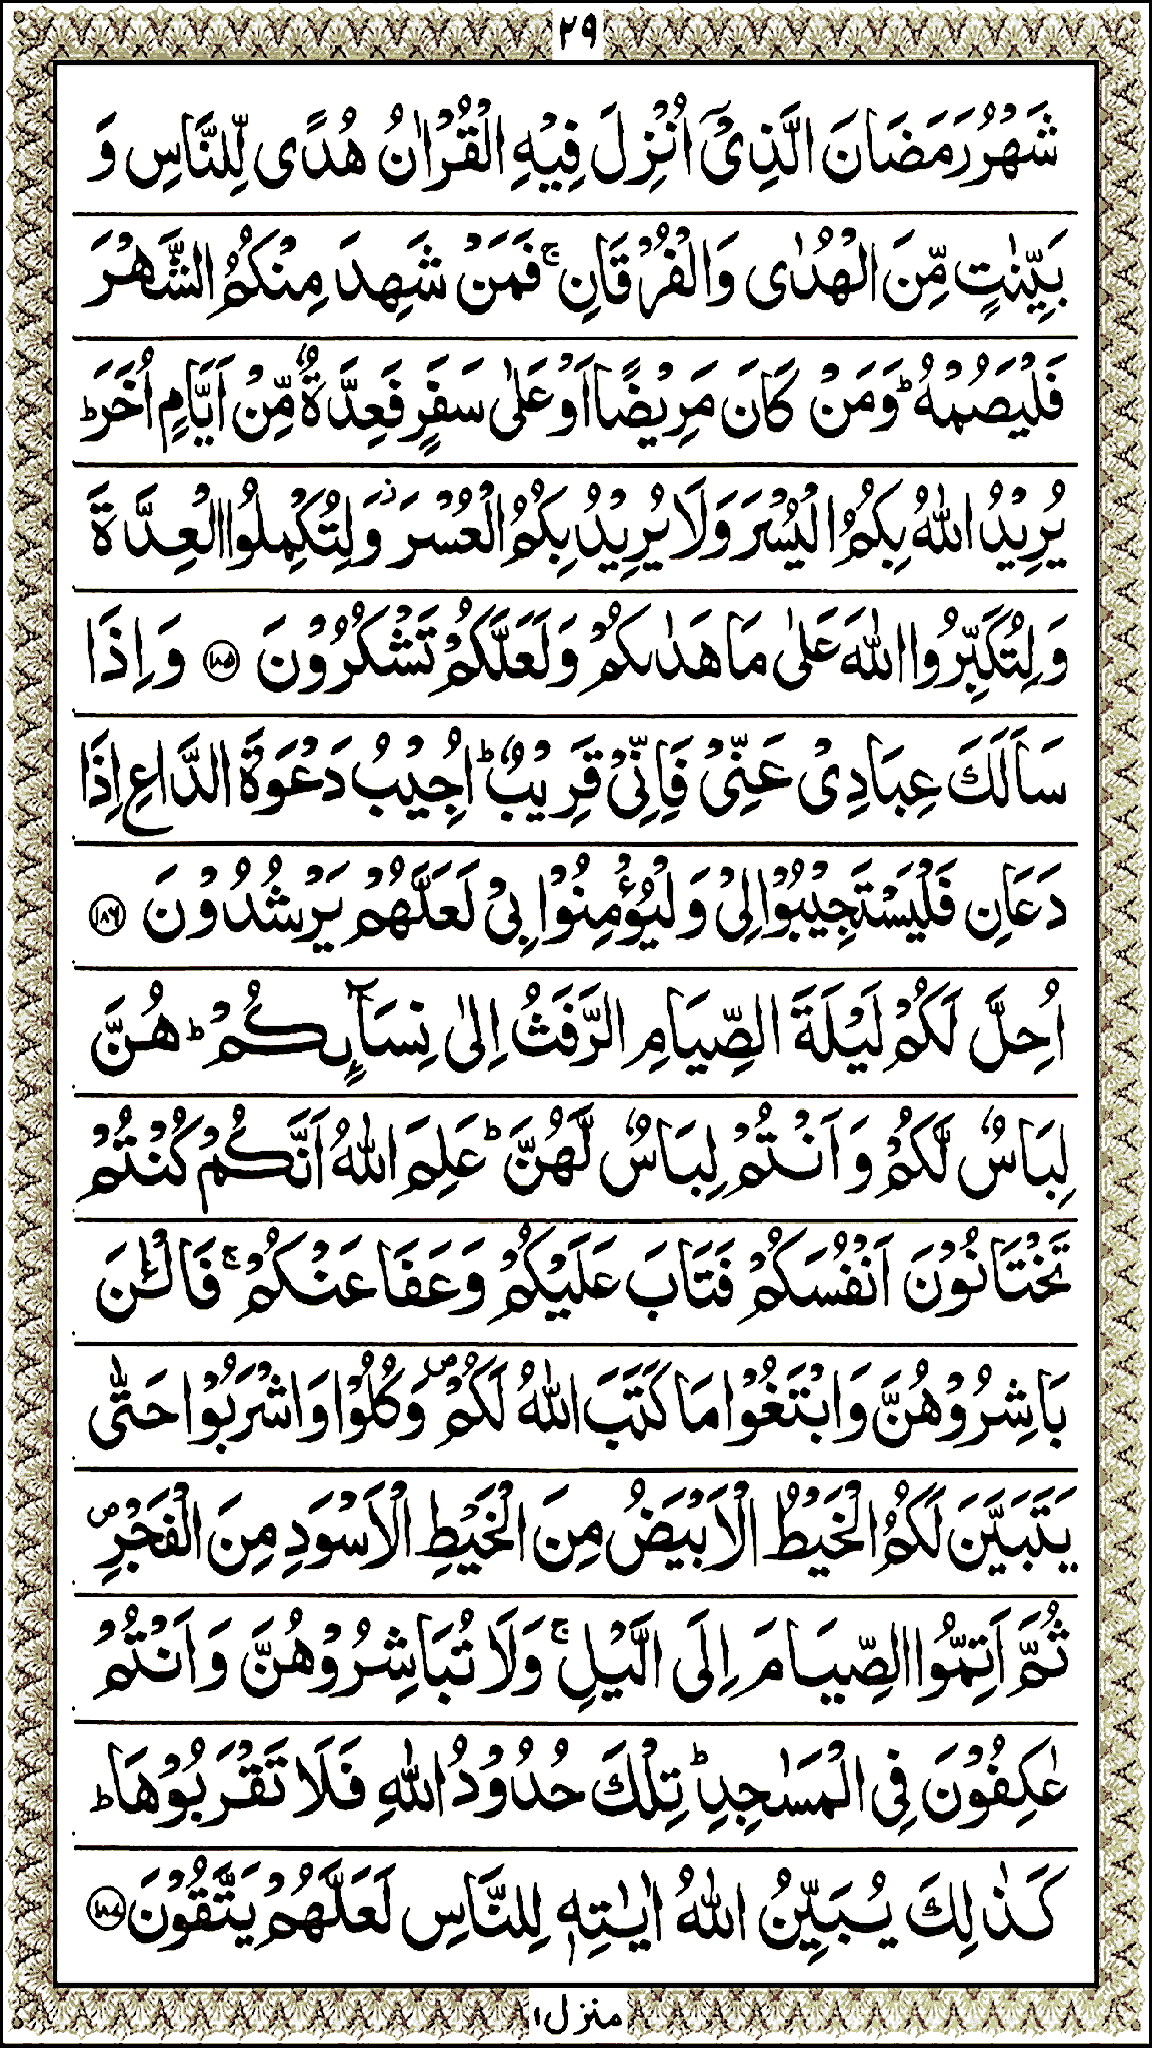 ٢٩
شَهْرُ رَمَضَانَ الَّذِیْۤ اُنْزِلَ فِیْهِ الْقُرْاٰنُ هُدًی لِّلنَّاسِ وَ
بَیِّنٰتٍ مِّنَ الْهُدٰی وَالْفُرْقَانِ ۚ فَمَنْ شَهِدَ مِنْكُمُ الشَّهْرَ
فَلْیَصُمْهُ ؕ وَمَنْ كَانَ مَرِیْضًا اَوْ عَلٰی سَفَرٍ فَعِدَّةٌ مِّنْ اَیَّامٍ اُخَرَ ؕ
یُرِیْدُ اللّٰهُ بِكُمُ الْیُسْرَ وَلَا یُرِیْدُ بِكُمُ الْعُسْرَ ؗ وَلِتُكْمِلُوا الْعِدَّةَ
وَلِتُكَبِّرُوا اللّٰهَ عَلٰی مَا هَدٰىكُمْ وَلَعَلَّكُمْ تَشْكُرُوْنَ ﴿۱۸۵﴾ وَاِذَا
سَاَلَكَ عِبَادِیْ عَنِّیْ فَاِنِّیْ قَرِیْبٌ ؕ اُجِیْبُ دَعْوَةَ الدَّاعِ اِذَا
دَعَانِ فَلْیَسْتَجِیْبُوْا لِیْ وَلْیُؤْمِنُوْا بِیْ لَعَلَّهُمْ یَرْشُدُوْنَ ﴿۱۸۶﴾
اُحِلَّ لَكُمْ لَیْلَةَ الصِّیَامِ الرَّفَثُ اِلٰی نِسَآىِٕكُمْ ؕ هُنَّ
لِبَاسٌ لَّكُمْ وَاَنْتُمْ لِبَاسٌ لَّهُنَّ ؕ عَلِمَ اللّٰهُ اَنَّكُمْ كُنْتُمْ
تَخْتَانُوْنَ اَنْفُسَكُمْ فَتَابَ عَلَیْكُمْ وَعَفَا عَنْكُمْ ۚ فَالْـٰٔنَ
بَاشِرُوْهُنَّ وَابْتَغُوْا مَا كَتَبَ اللّٰهُ لَكُمْ ۪ وَكُلُوْا وَاشْرَبُوْا حَتّٰی
یَتَبَیَّنَ لَكُمُ الْخَیْطُ الْاَبْیَضُ مِنَ الْخَیْطِ الْاَسْوَدِ مِنَ الْفَجْرِ ۪
ثُمَّ اَتِمُّوا الصِّیَامَ اِلَی الَّیْلِ ۚ وَلَا تُبَاشِرُوْهُنَّ وَاَنْتُمْ
عٰكِفُوْنَ فِی الْمَسٰجِدِ ؕ تِلْكَ حُدُوْدُ اللّٰهِ فَلَا تَقْرَبُوْهَا ؕ
كَذٰلِكَ یُبَیِّنُ اللّٰهُ اٰیٰتِهٖ لِلنَّاسِ لَعَلَّهُمْ یَتَّقُوْنَ ﴿۱۸۷﴾
منزل ۱